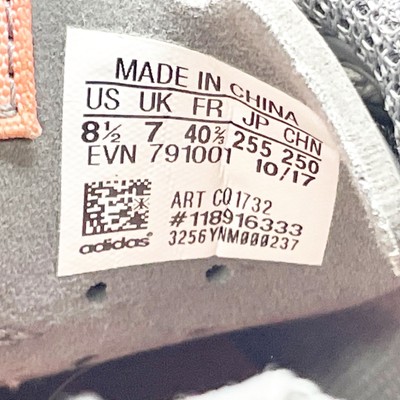 MADE IN CHINA
US UK FR JP CHN
8½ 7 40⅔ 255 250
EVN 791001 10/17
ART CQ1732
#118916333
3256YNM000237
adidas